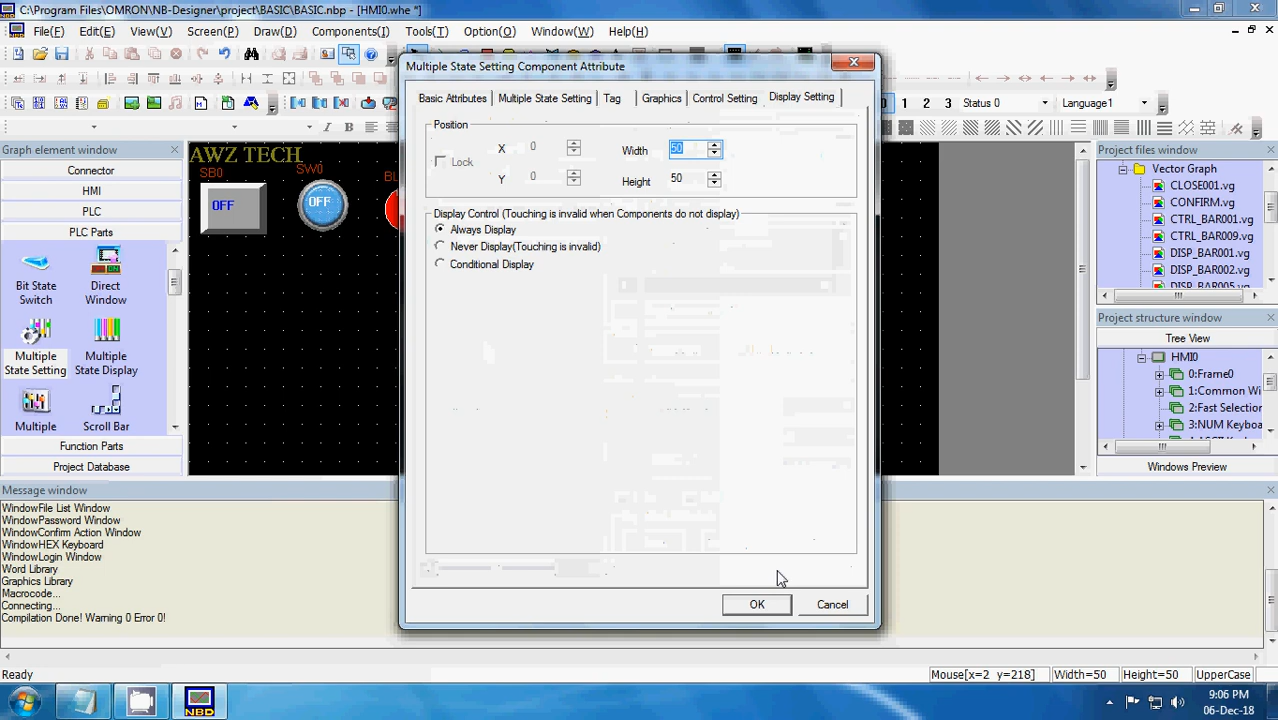 C:\Program Files\OMRON\NB-Designer\project\BASIC\BASIC.nbp - [HMI0.whe *]
File(F) Edit(E) View(V) Screen(P) Draw(D) Components(I) Tools(T) Option(O) Window(W) Help(H)
0 1 2 3 Status 0 Language1
Graph element window
Connector
HMI
PLC
PLC Parts
Bit State
Switch
Direct
Window
Multiple
State Setting
Multiple
State Display
Multiple
Scroll Bar
Function Parts
Project Database
AWZ TECH
SB0
OFF
SW0
OFF
BL
Multiple State Setting Component Attribute
Basic Attributes Multiple State Setting Tag Graphics Control Setting Display Setting
Position
Lock
X 0
Y 0
Width 50
Height 50
Display Control (Touching is invalid when Components do not display)
Always Display
Never Display(Touching is invalid)
Conditional Display
OK Cancel
Project files window
Vector Graph
CLOSE001.vg
CONFIRM.vg
CTRL_BAR001.vg
CTRL_BAR009.vg
DISP_BAR001.vg
DISP_BAR002.vg
DISP_BAR005.vg
Project structure window
Tree View
HMI0
0:Frame0
1:Common Wi
2:Fast Selection
3:NUM Keyboa
Windows Preview
Message window
WindowFile List Window
WindowPassword Window
WindowConfirm Action Window
WindowHEX Keyboard
WindowLogin Window
Word Library
Graphics Library
Macrocode...
Connecting...
Compilation Done! Warning 0 Error 0!
Ready Mouse[x=2 y=218] Width=50 Height=50 UpperCase
NBD
9:06 PM
06-Dec-18